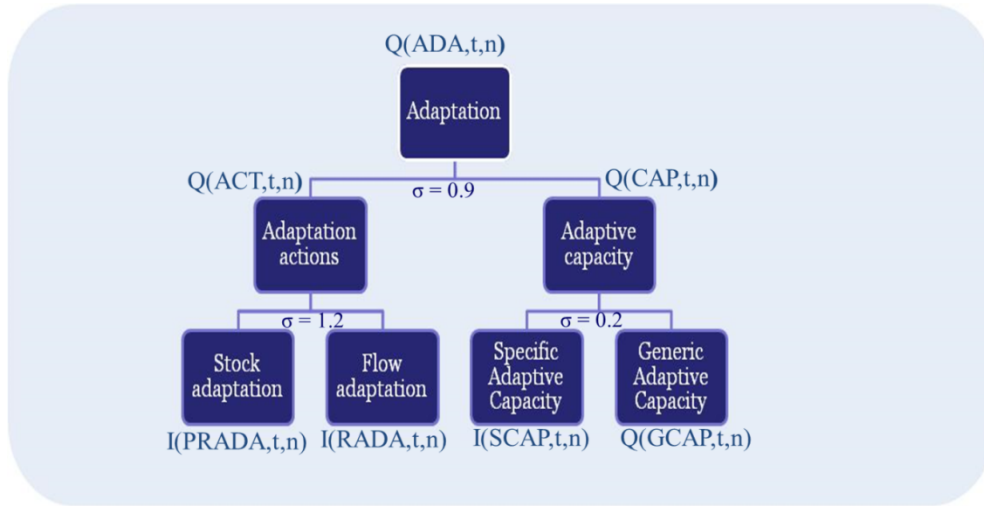 Q(ADA,t,n)
Adaptation
Q(ACT,t,n)
σ = 0.9
Q(CAP,t,n)
Adaptation
actions
Adaptive
capacity
σ = 1.2
σ = 0.2
Stock
adaptation
Flow
adaptation
Specific
Adaptive
Capacity
Generic
Adaptive
Capacity
I(PRADA,t,n)
I(RADA,t,n)
I(SCAP,t,n)
Q(GCAP,t,n)